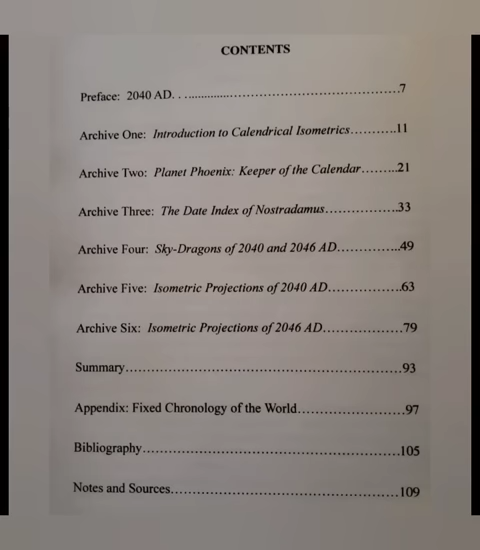 CONTENTS
Preface: 2040 AD. . ..................................................7
Archive One: Introduction to Calendrical Isometrics..........11
Archive Two: Planet Phoenix: Keeper of the Calendar........21
Archive Three: The Date Index of Nostradamus................33
Archive Four: Sky-Dragons of 2040 and 2046 AD..............49
Archive Five: Isometric Projections of 2040 AD................63
Archive Six: Isometric Projections of 2046 AD.................79
Summary..............................................................93
Appendix: Fixed Chronology of the World.......................97
Bibliography..........................................................105
Notes and Sources...................................................109